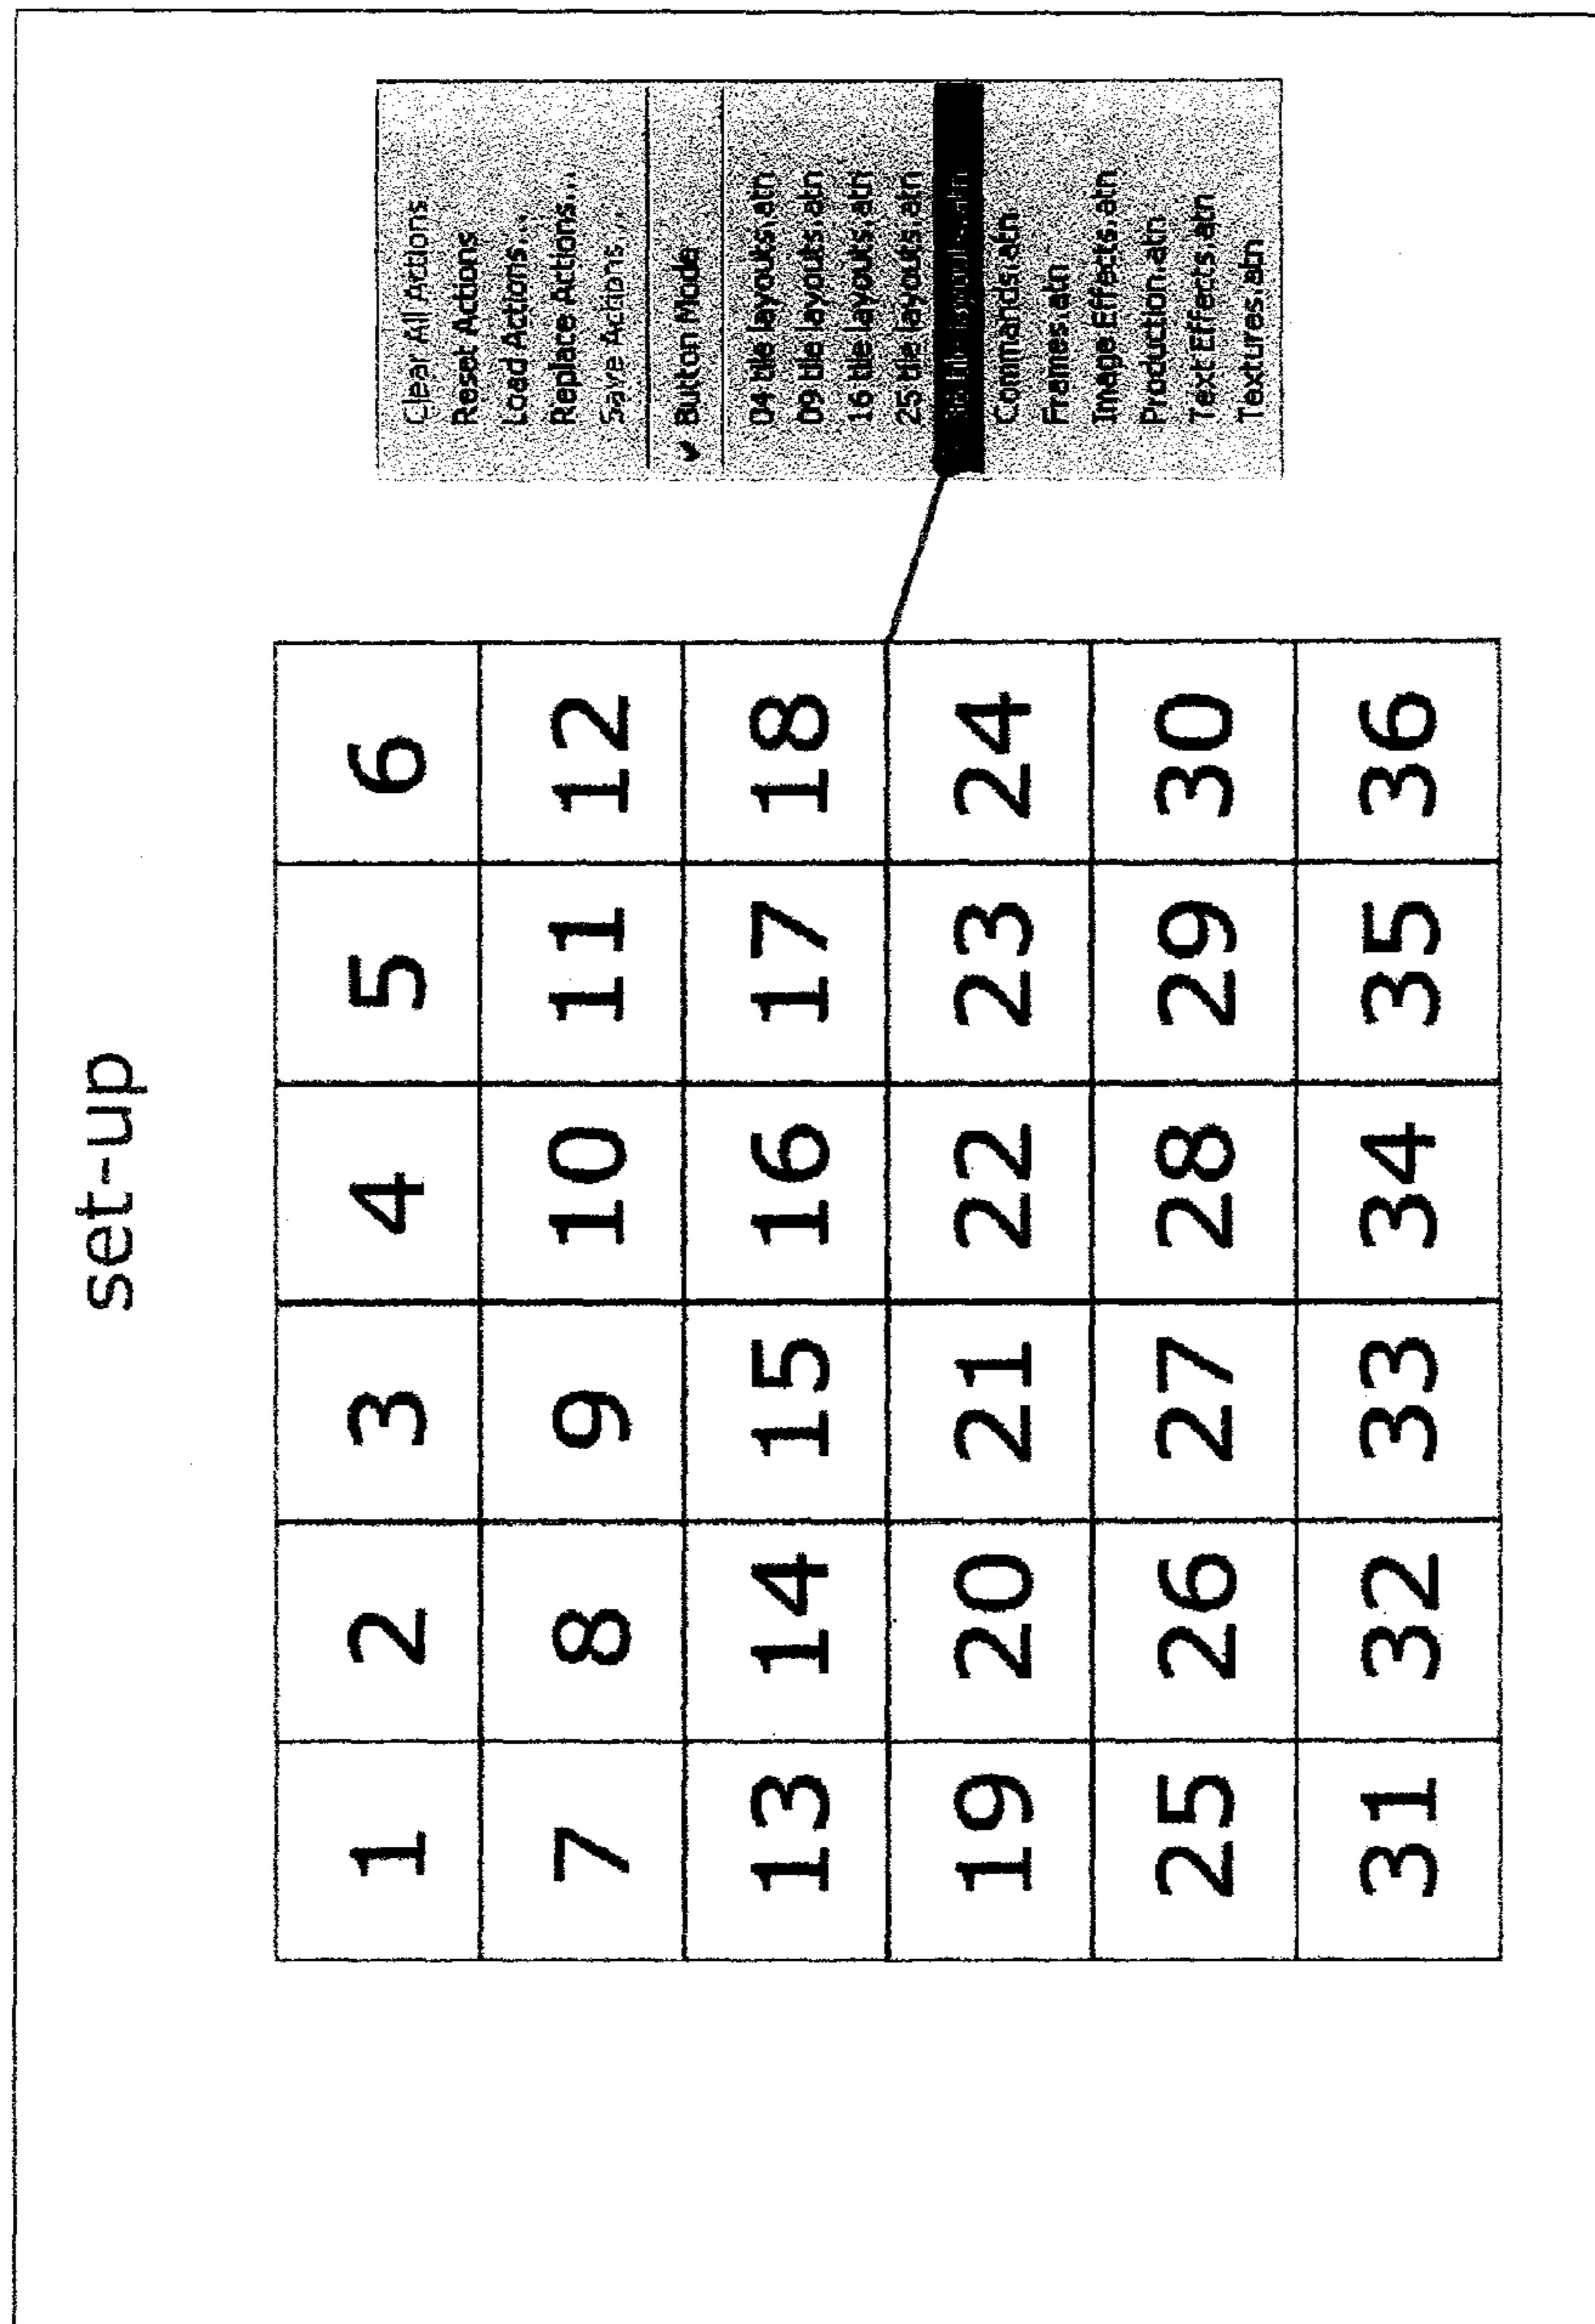 set-up
1 2 3 4 5 6
7 8 9 10 11 12
13 14 15 16 17 18
19 20 21 22 23 24
25 26 27 28 29 30
31 32 33 34 35 36
Clear All Actions
Reset Actions
Load Actions...
Replace Actions...
Save Actions...
✔ Button Mode
04 tile layouts.atn
09 tile layouts.atn
16 tile layouts.atn
25 tile layouts.atn
Commands.atn
Frames.atn
Image Effects.atn
Production.atn
Text Effects.atn
Textures.atn